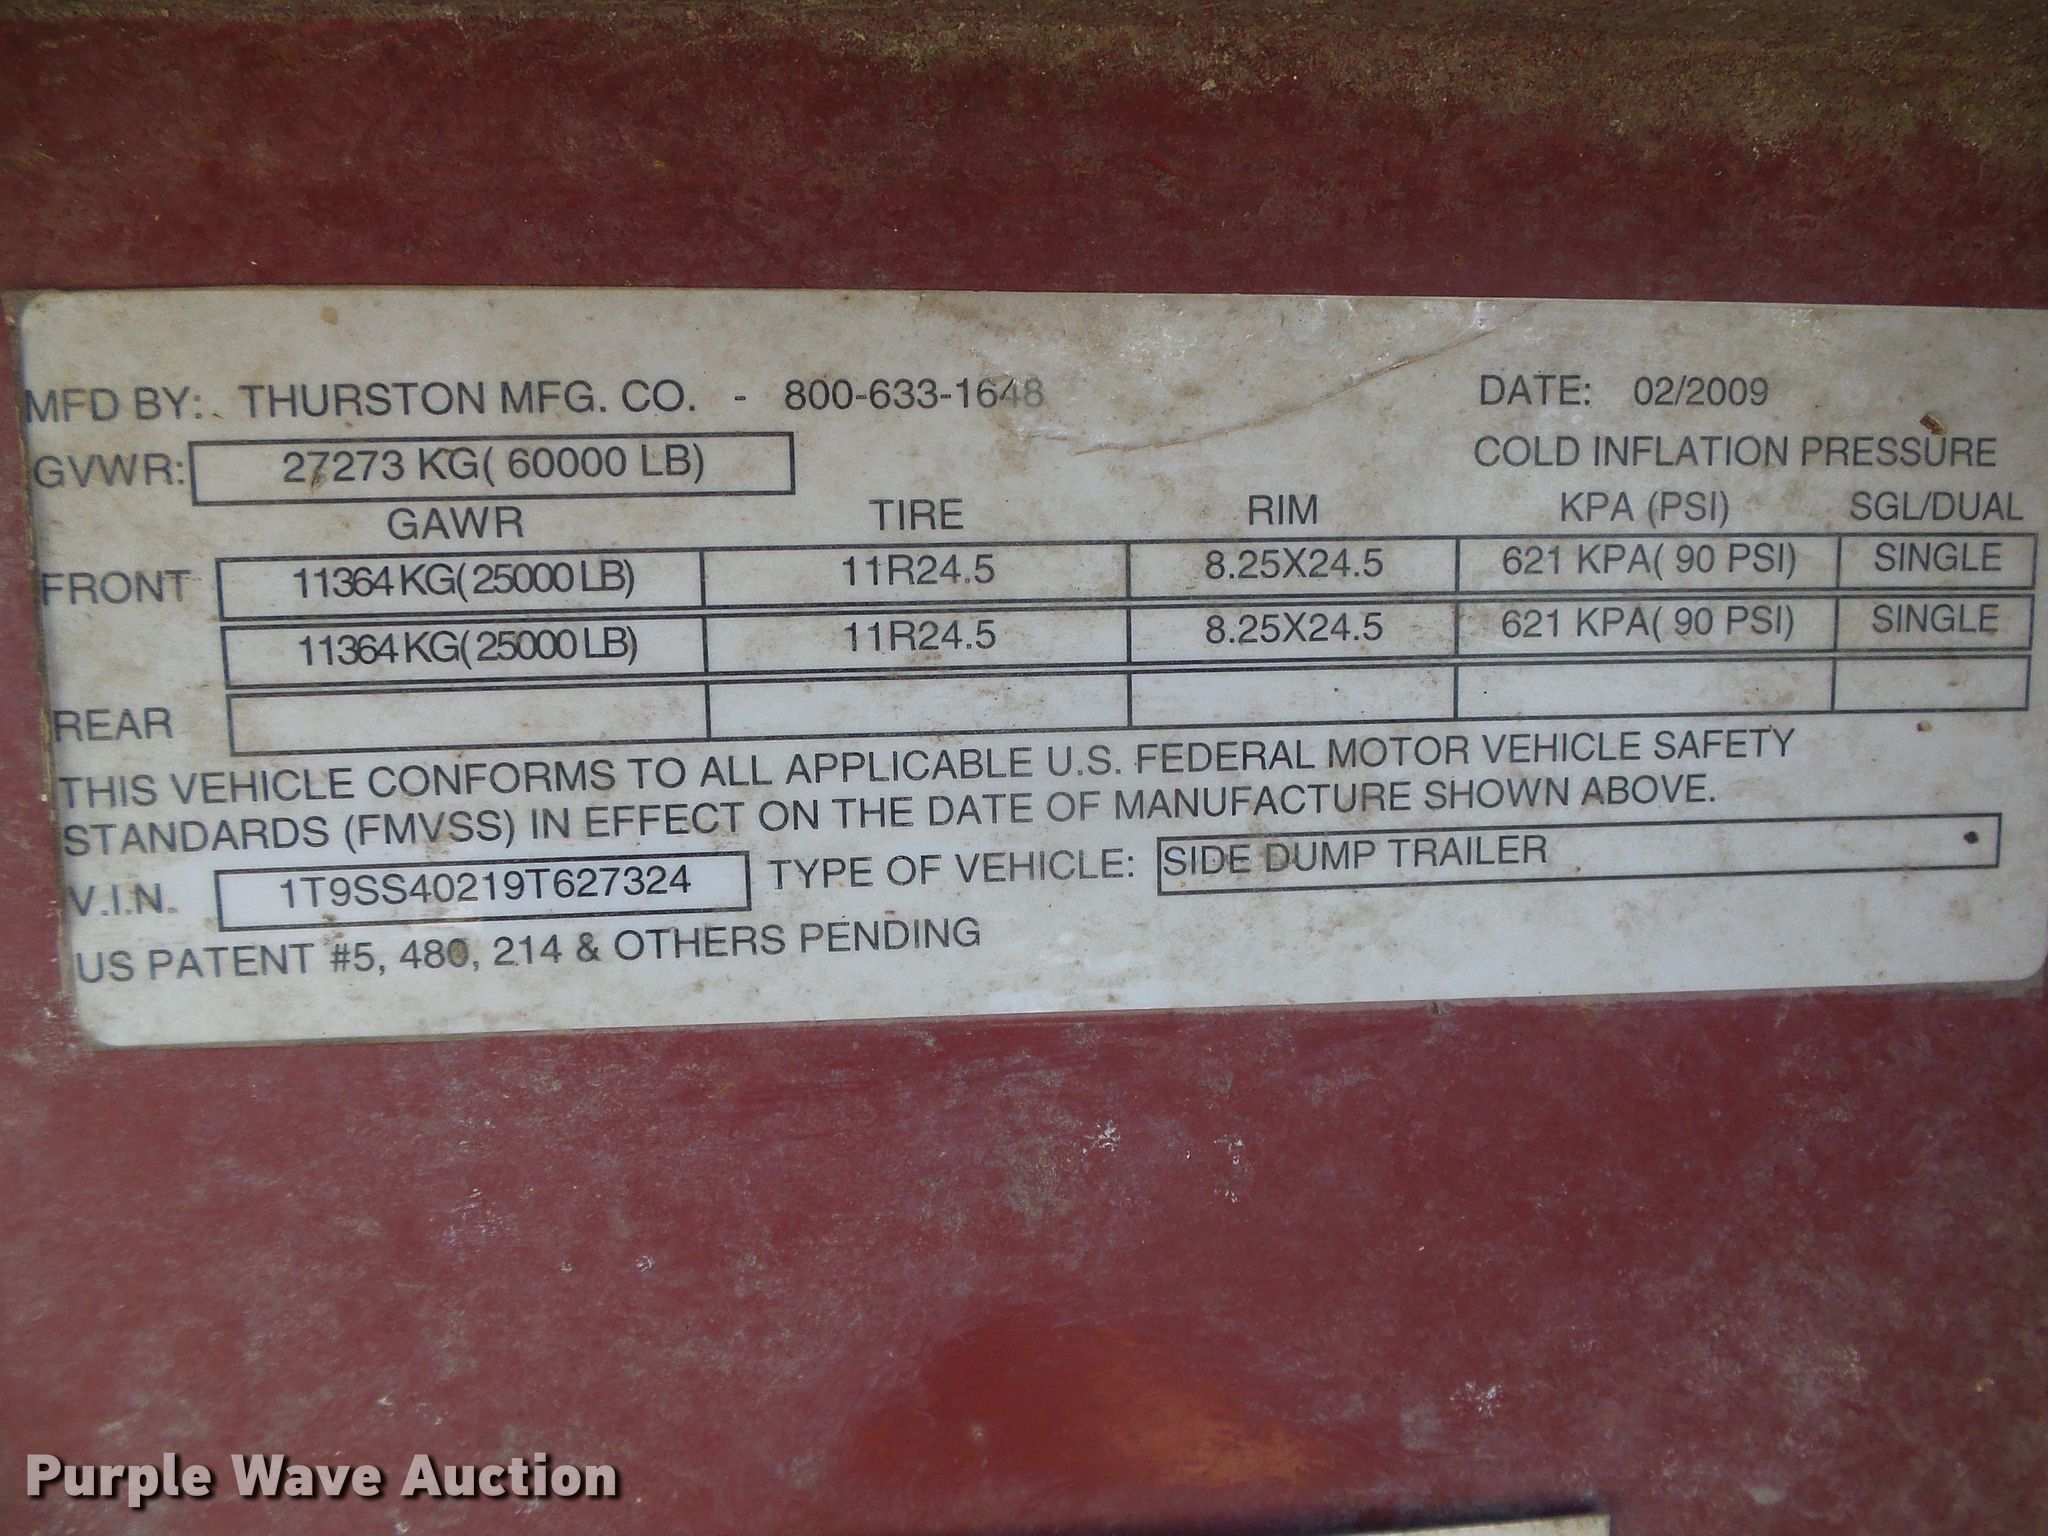 MFD BY: THURSTON MFG. CO. - 800-633-1648 DATE: 02/2009
GVWR: 27273 KG( 60000 LB) COLD INFLATION PRESSURE
GAWR TIRE RIM KPA (PSI) SGL/DUAL
FRONT 11364 KG( 25000 LB) 11R24.5 8.25X24.5 621 KPA( 90 PSI) SINGLE
11364 KG( 25000 LB) 11R24.5 8.25X24.5 621 KPA( 90 PSI) SINGLE
REAR
THIS VEHICLE CONFORMS TO ALL APPLICABLE U.S. FEDERAL MOTOR VEHICLE SAFETY
STANDARDS (FMVSS) IN EFFECT ON THE DATE OF MANUFACTURE SHOWN ABOVE.
V.I.N. 1T9SS40219T627324 TYPE OF VEHICLE: SIDE DUMP TRAILER
US PATENT #5, 480, 214 & OTHERS PENDING
Purple Wave Auction